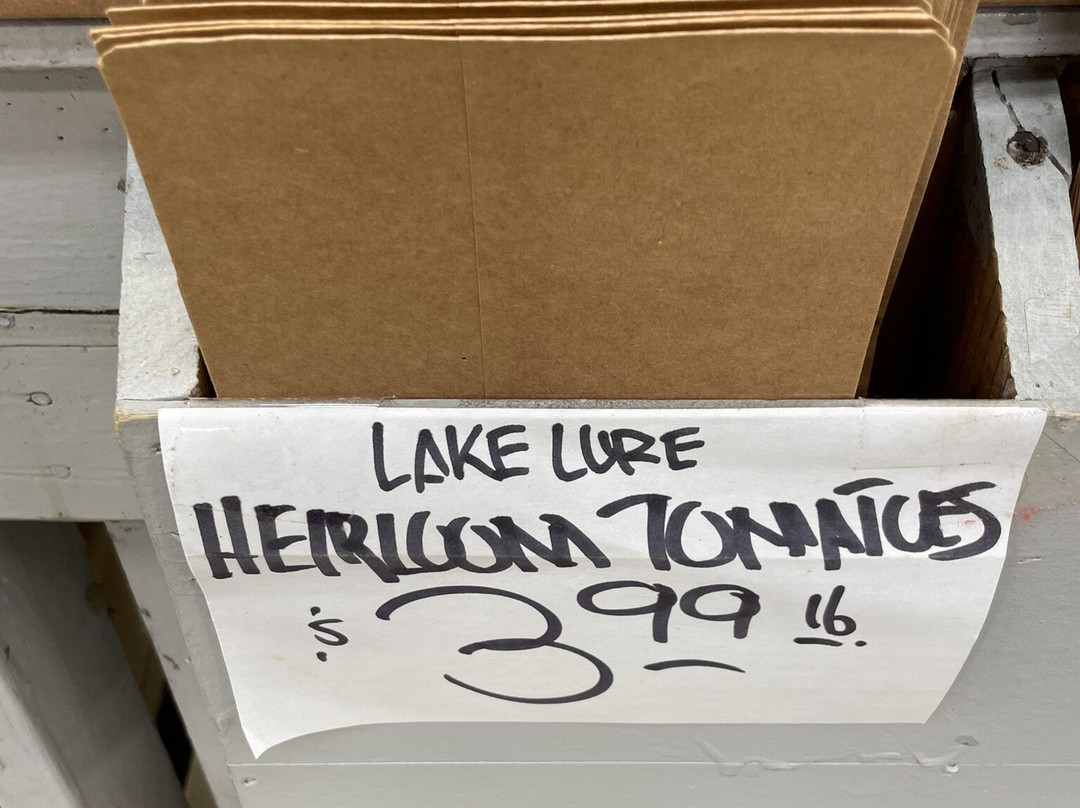 LAKE LURE
HEIRLOOM TOMATOES
$ 3.99 lb.